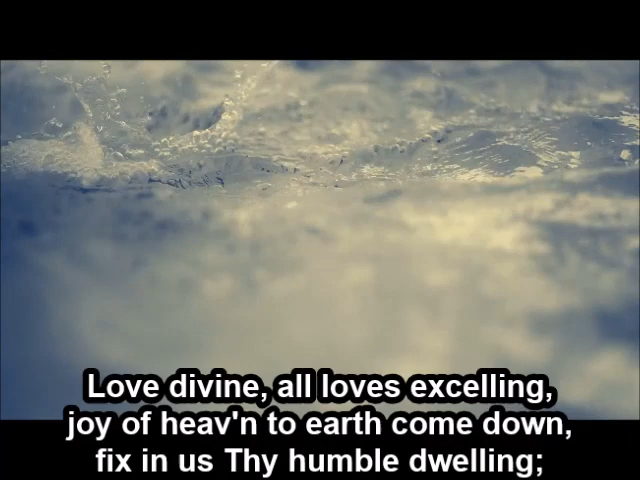 Love divine, all loves excelling,
joy of heav'n to earth come down,
fix in us Thy humble dwelling;